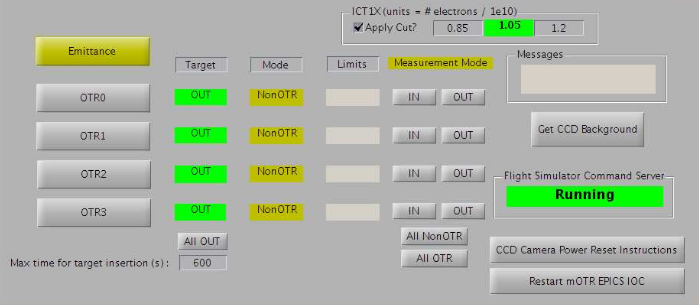 ICT1X (units = # electrons / 1e10)
Apply Cut? 0.85 1.05 1.2
Emittance
Target Mode Limits Measurement Mode
Messages
OTR0 OUT NonOTR IN OUT
Get CCD Background
OTR1 OUT NonOTR IN OUT
OTR2 OUT NonOTR IN OUT
Flight Simulator Command Server
Running
OTR3 OUT NonOTR IN OUT
All OUT All NonOTR
CCD Camera Power Reset Instructions
Max time for target insertion (s): 600 All OTR
Restart mOTR EPICS IOC